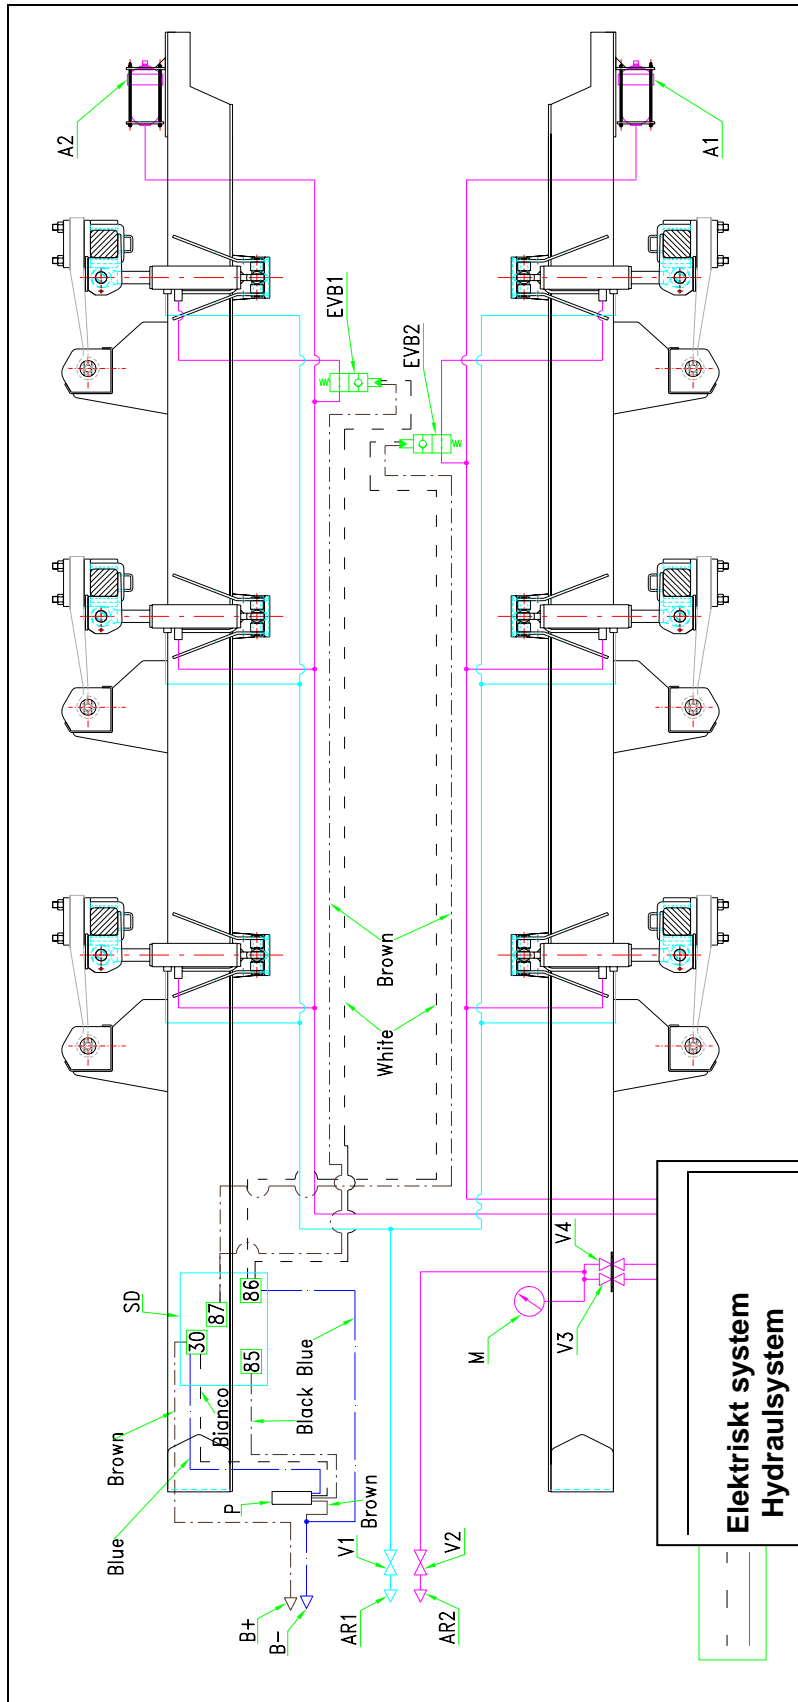 A2
A1
EVB1
EVB2
Brown
White
SD
87
86
30
85
Bianco
Black
Blue
Brown
Blue
P
Brown
V1
V2
V3
V4
M
B+
B-
AR1
AR2
Elektriskt system
Hydraulsystem